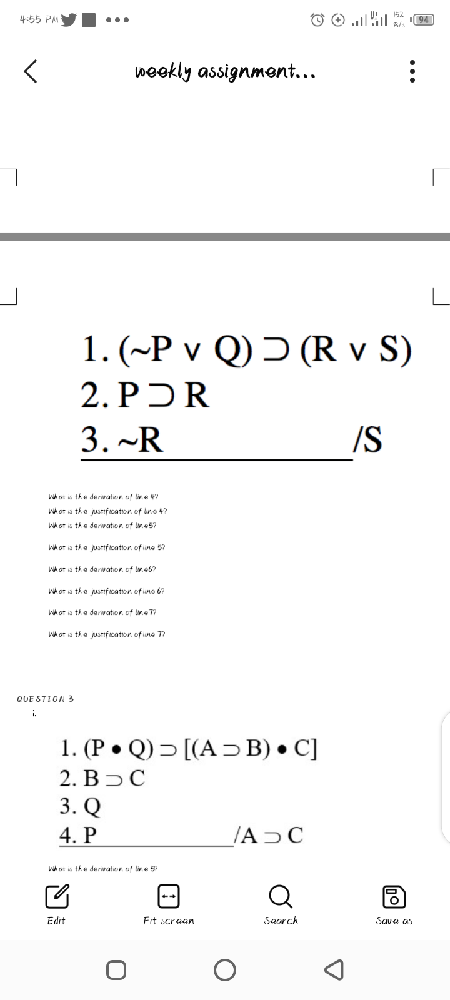 4:55 PM
H+ 152 B/s 94
weekly assignment...
1. (~P v Q) ⊃ (R v S)
2. P ⊃ R
3. ~R /S
What is the derivation of line 4?
What is the justification of line 4?
What is the derivation of line5?
What is the justification of line 5?
What is the derivation of line6?
What is the justification of line 6?
What is the derivation of line7?
What is the justification of line 7?
QUESTION 3
1.
1. (P • Q) ⊃ [(A ⊃ B) • C]
2. B ⊃ C
3. Q
4. P /A ⊃ C
What is the derivation of line 5?
Edit Fit screen Search Save as